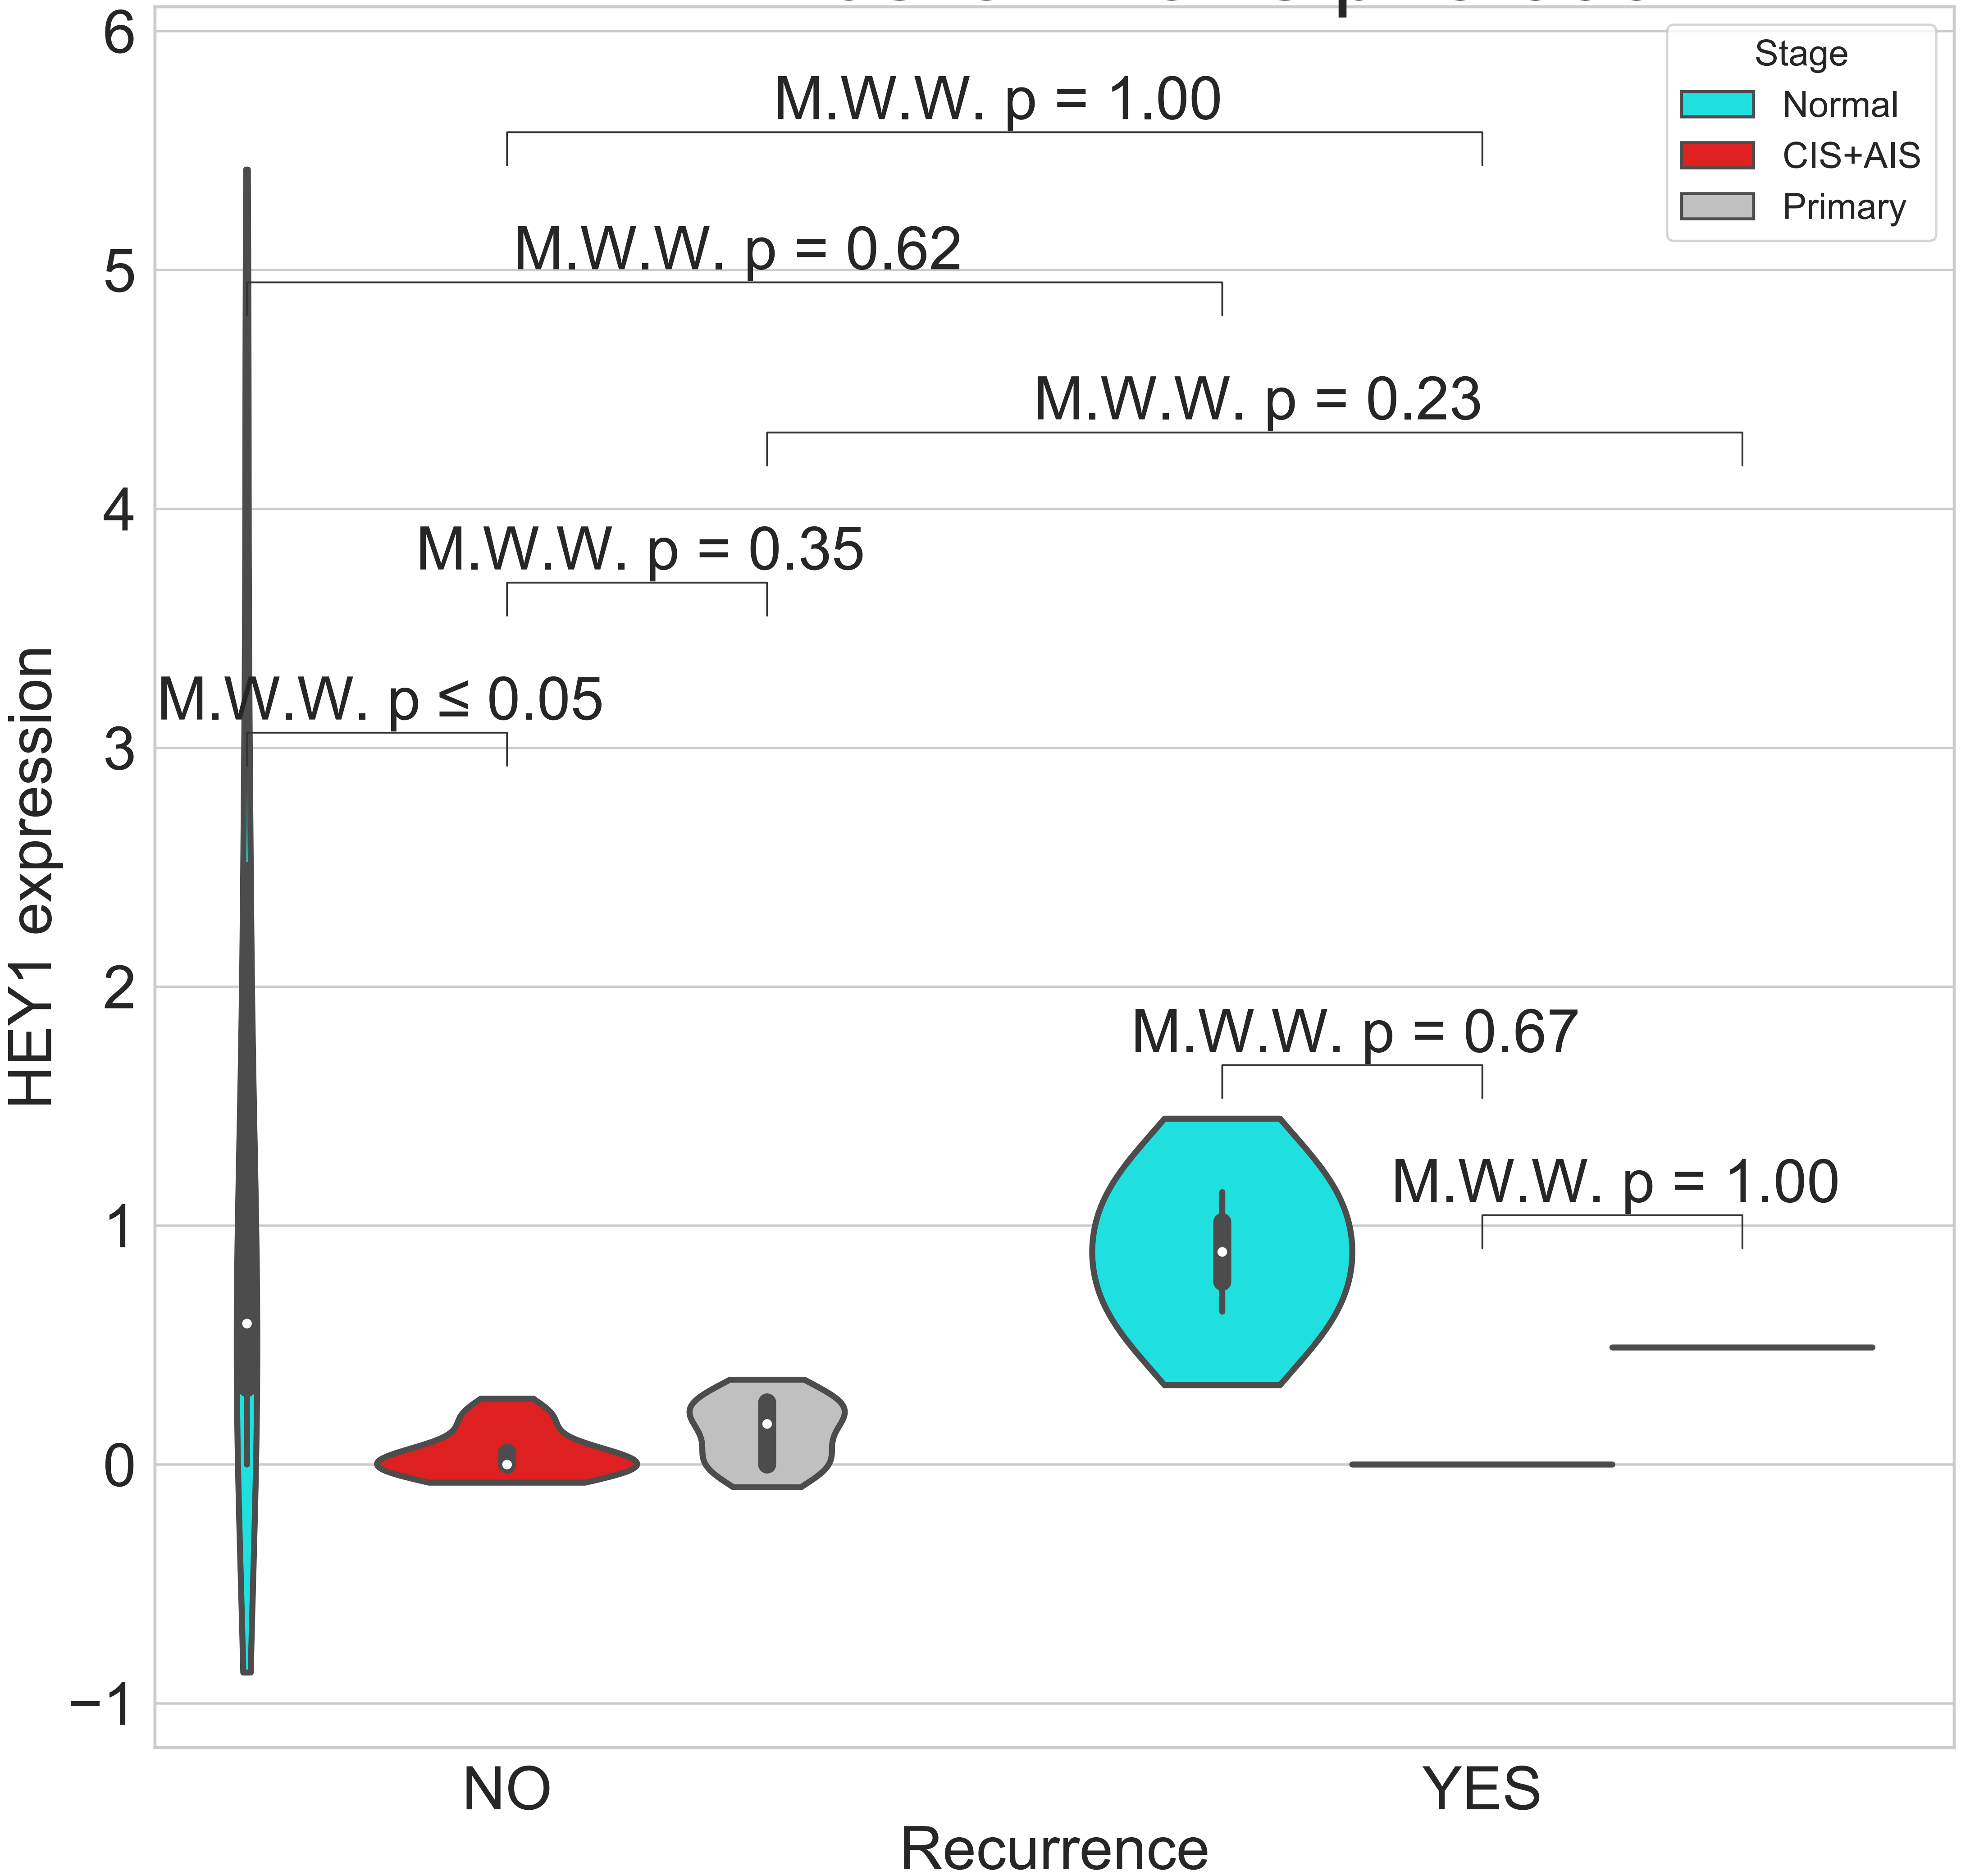 6
M.W.W. p = 1.00
Stage
Normal
CIS+AIS
Primary
M.W.W. p = 0.62
5
M.W.W. p = 0.23
4
M.W.W. p = 0.35
M.W.W. p ≤ 0.05
3
HEY1 expression
2
M.W.W. p = 0.67
M.W.W. p = 1.00
1
0
−1
NO
YES
Recurrence